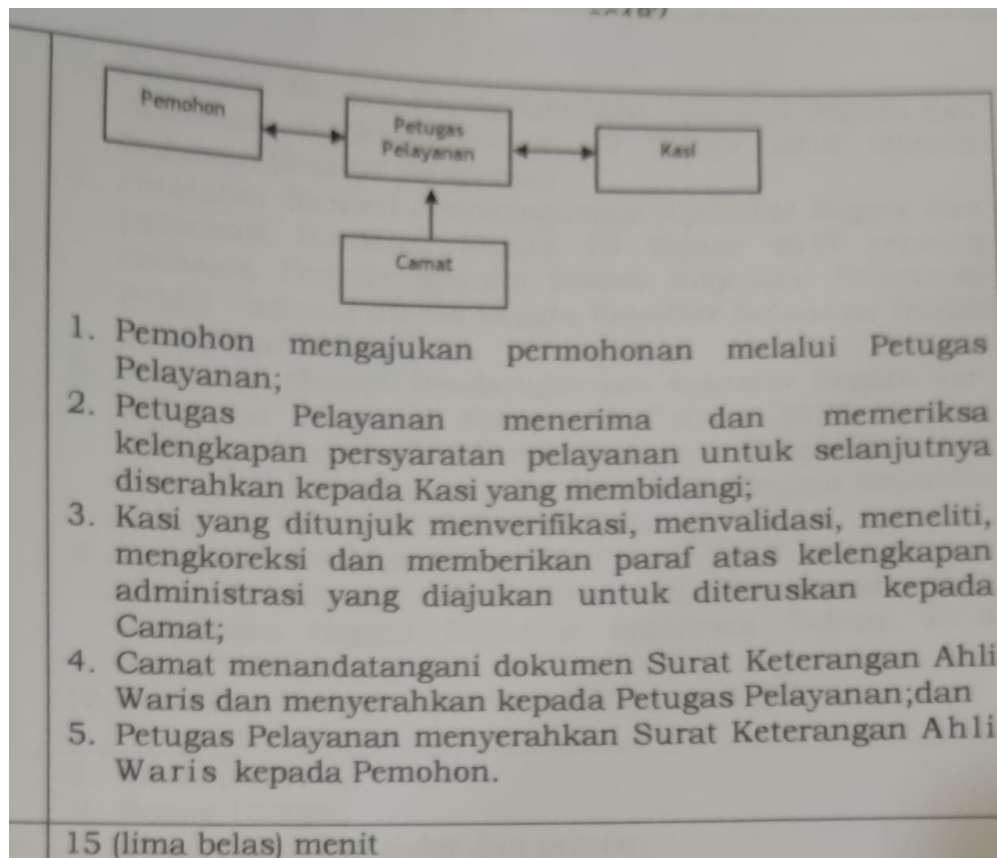 Pemohon
Petugas
Pelayanan
Kasi
Camat
1. Pemohon mengajukan permohonan melalui Petugas
Pelayanan;
2. Petugas Pelayanan menerima dan memeriksa
kelengkapan persyaratan pelayanan untuk selanjutnya
diserahkan kepada Kasi yang membidangi;
3. Kasi yang ditunjuk menverifikasi, menvalidasi, meneliti,
mengkoreksi dan memberikan paraf atas kelengkapan
administrasi yang diajukan untuk diteruskan kepada
Camat;
4. Camat menandatangani dokumen Surat Keterangan Ahli
Waris dan menyerahkan kepada Petugas Pelayanan;dan
5. Petugas Pelayanan menyerahkan Surat Keterangan Ahli
Waris kepada Pemohon.
15 (lima belas) menit